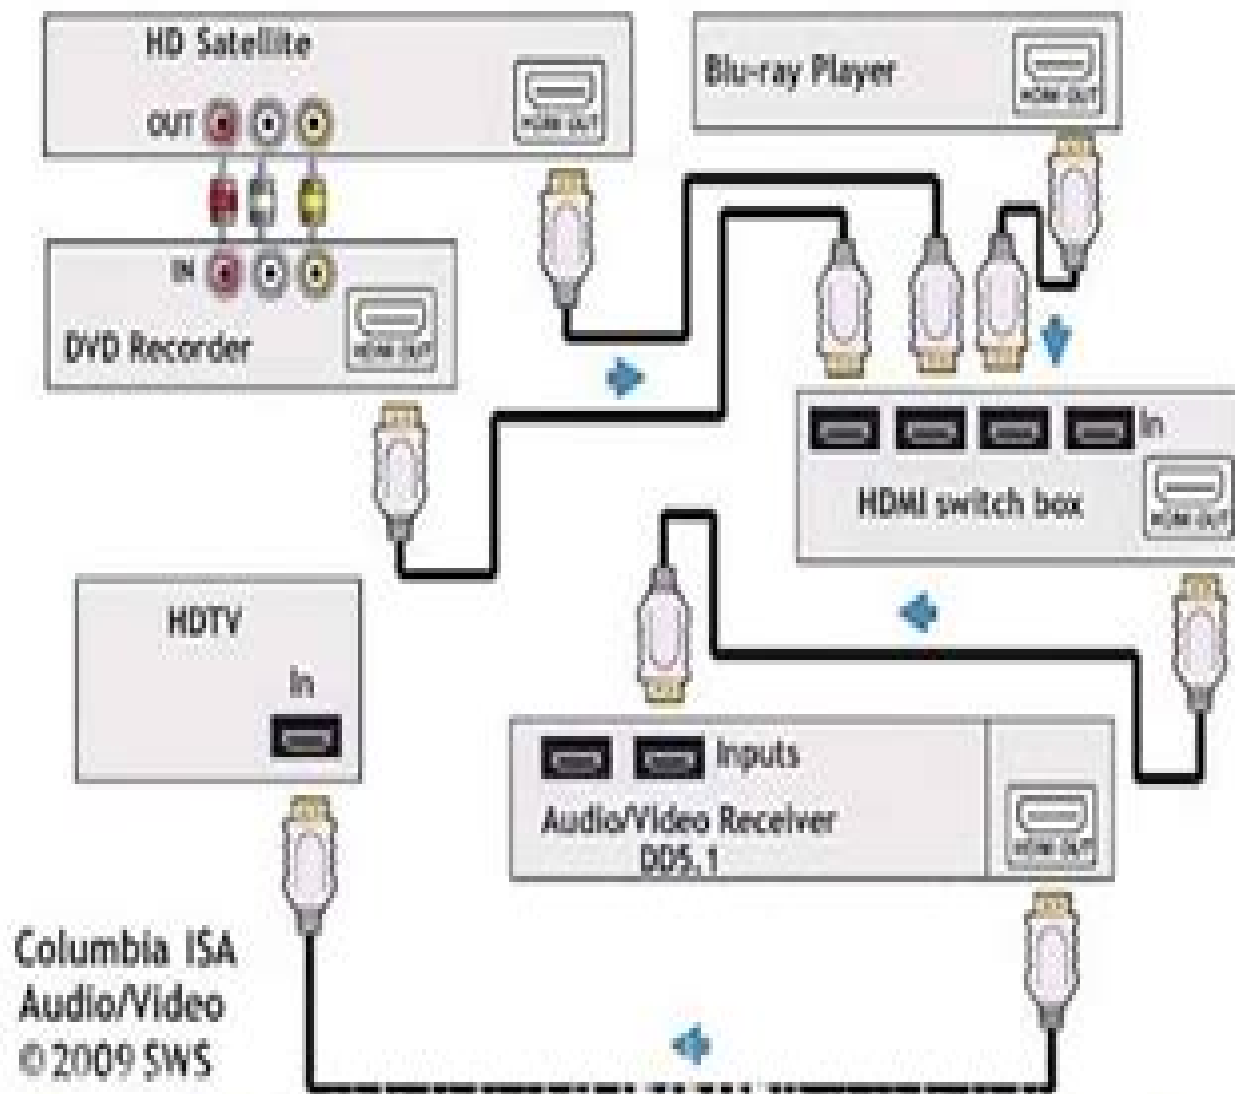 HD Satellite
OUT
HDMI OUT
Blu-ray Player
HDMI OUT
IN
DVD Recorder
HDMI OUT
In
HDMI switch box
HDMI OUT
HDTV
In
Inputs
Audio/Video Receiver
DD5.1
HDMI OUT
Columbia ISA
Audio/Video
© 2009 SWS